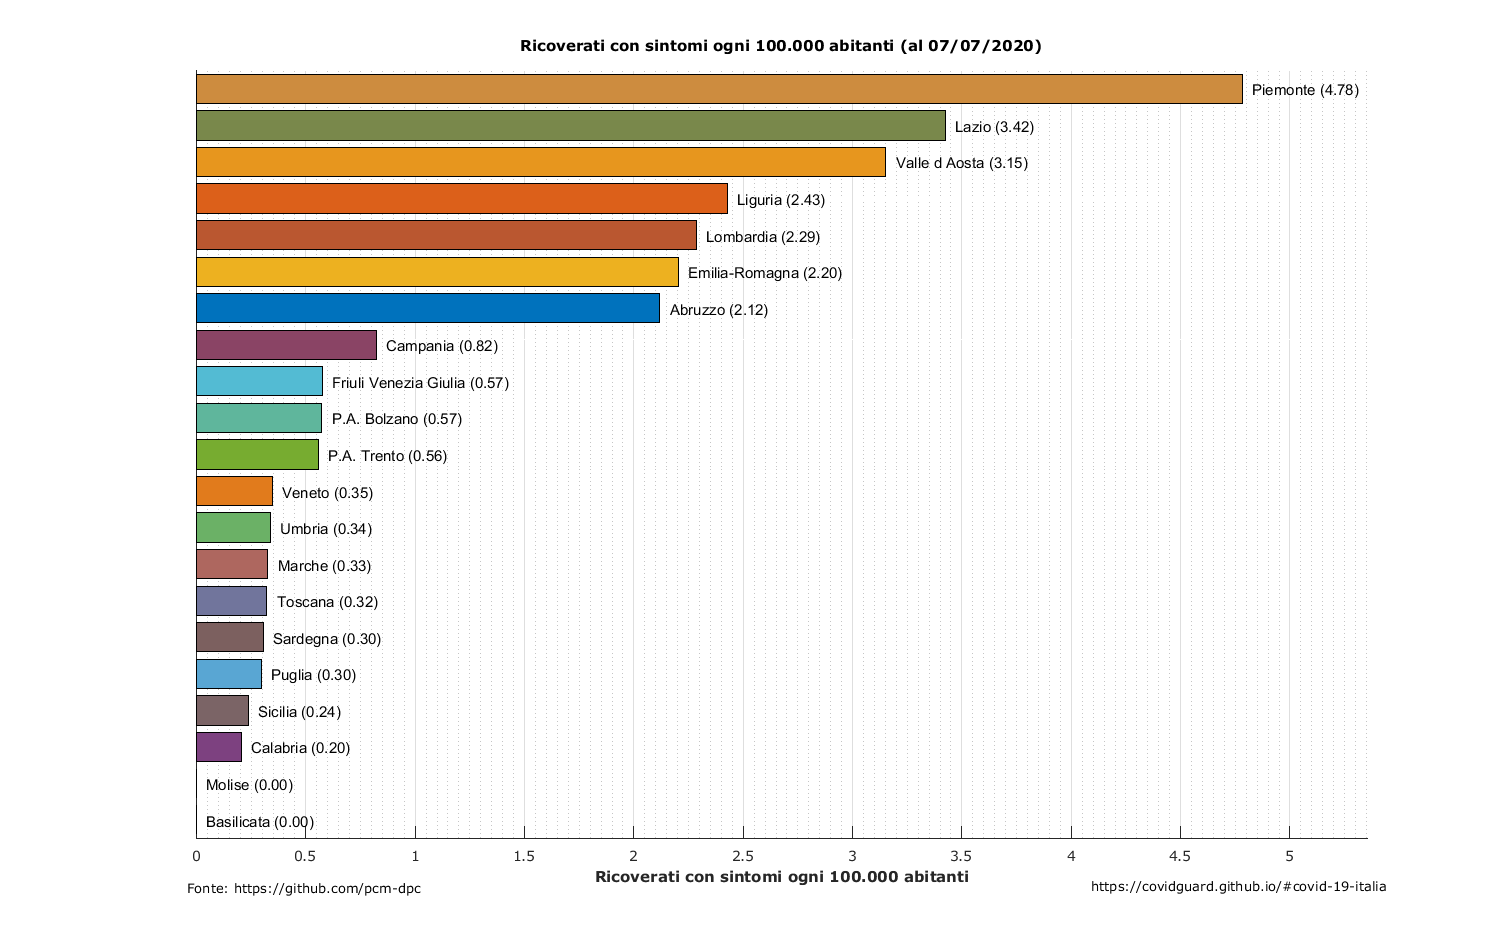 Ricoverati con sintomi ogni 100.000 abitanti (al 07/07/2020)
Piemonte (4.78)
Lazio (3.42)
Valle d Aosta (3.15)
Liguria (2.43)
Lombardia (2.29)
Emilia-Romagna (2.20)
Abruzzo (2.12)
Campania (0.82)
Friuli Venezia Giulia (0.57)
P.A. Bolzano (0.57)
P.A. Trento (0.56)
Veneto (0.35)
Umbria (0.34)
Marche (0.33)
Toscana (0.32)
Sardegna (0.30)
Puglia (0.30)
Sicilia (0.24)
Calabria (0.20)
Molise (0.00)
Basilicata (0.00)
0 0.5 1 1.5 2 2.5 3 3.5 4 4.5 5
Ricoverati con sintomi ogni 100.000 abitanti
Fonte: https://github.com/pcm-dpc
https://covidguard.github.io/#covid-19-italia